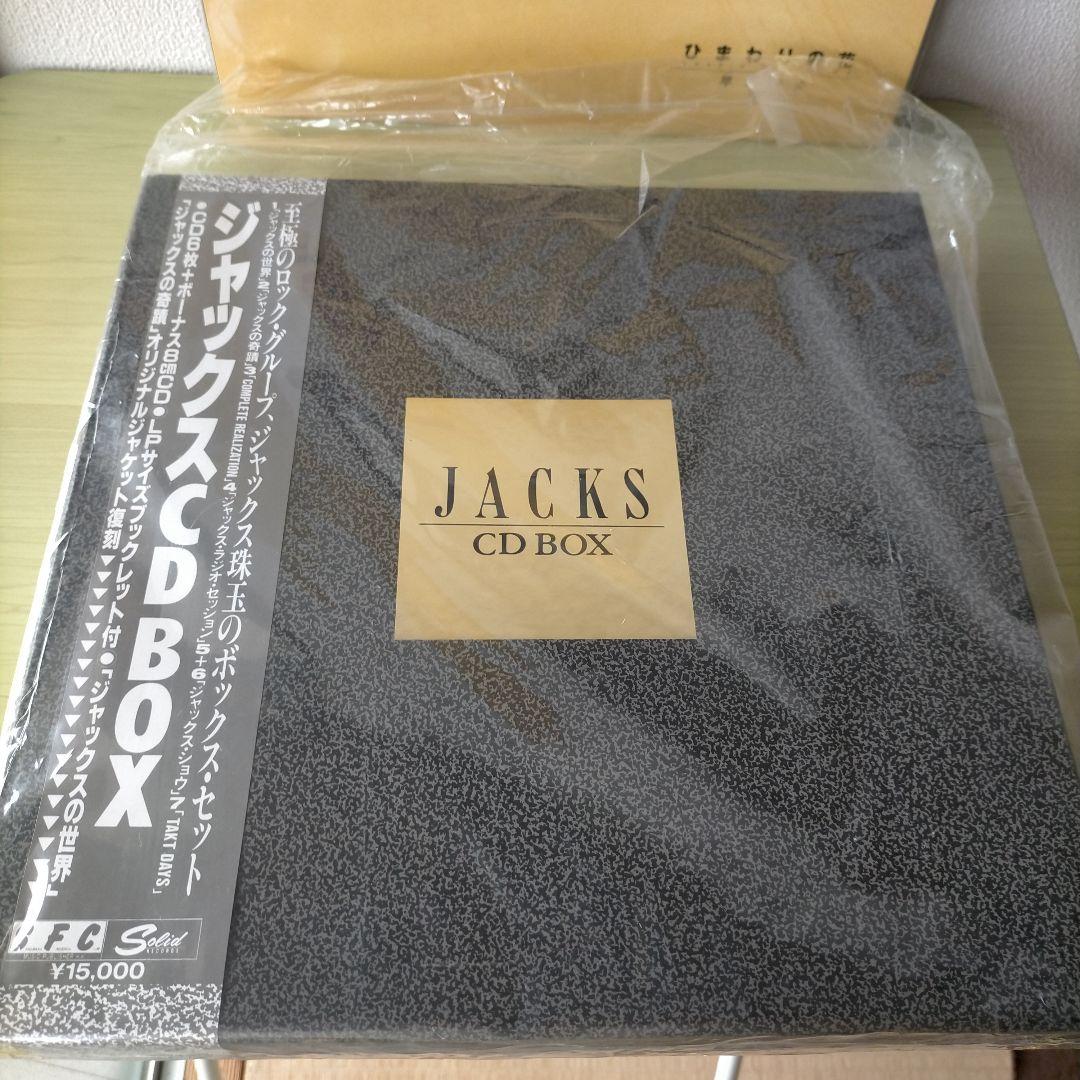 ひまわりの花
JACKS
CD BOX
至極のロック・グループ、ジャックス珠玉のボックス・セット
1「ジャックスの世界」2「ジャックスの奇蹟」3「COMPLETE REALIZATION」4「ジャックス・ラジオ・セッション」5+6「ジャックス・ショウ」7「TAKT DAYS」
ジャックスCD BOX
●CD6枚+ボーナス8cmCD・LPサイズブックレット付●「ジャックスの世界」
「ジャックスの奇蹟」オリジナルジャケット復刻
SFC
Solid
RECORDS
¥15,000